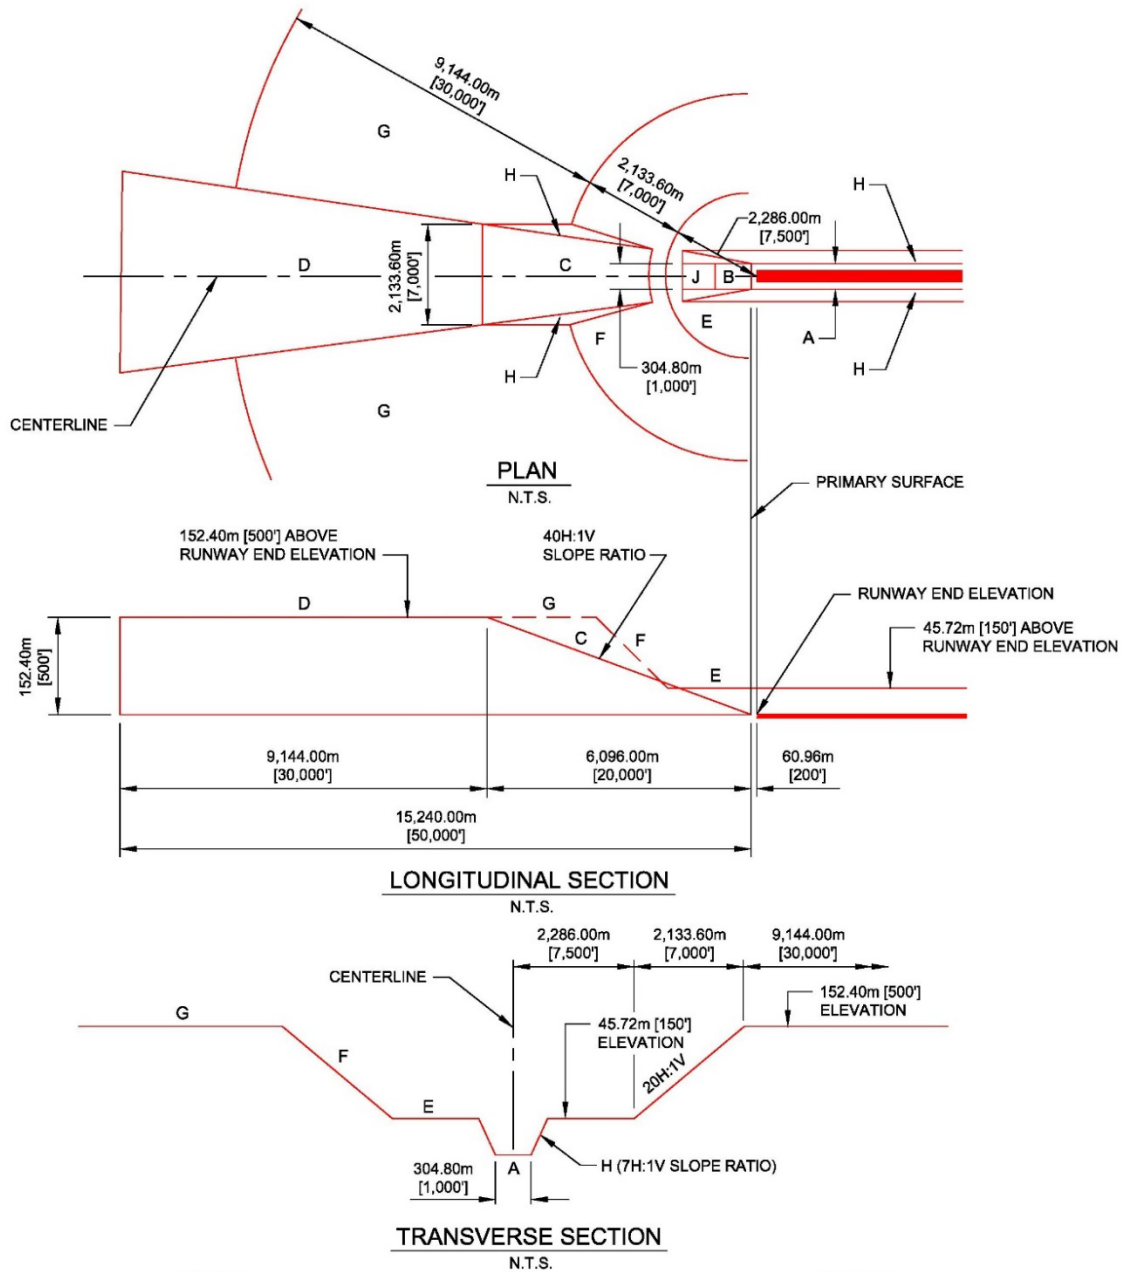 9,144.00m
[30,000']
G
2,133.60m
[7,000']
H
H
2,286.00m
[7,500']
D
2,133.60m
[7,000']
C
J
B
E
A
F
304.80m
[1,000']
H
H
G
CENTERLINE
PLAN
N.T.S.
PRIMARY SURFACE
152.40m [500'] ABOVE
RUNWAY END ELEVATION
40H:1V
SLOPE RATIO
RUNWAY END ELEVATION
D
G
C
F
E
45.72m [150'] ABOVE
RUNWAY END ELEVATION
152.40m
[500']
9,144.00m
[30,000']
6,096.00m
[20,000']
60.96m
[200']
15,240.00m
[50,000']
LONGITUDINAL SECTION
N.T.S.
2,286.00m
[7,500']
2,133.60m
[7,000']
9,144.00m
[30,000']
CENTERLINE
152.40m [500']
ELEVATION
G
45.72m [150']
ELEVATION
F
20H:1V
E
A
H (7H:1V SLOPE RATIO)
304.80m
[1,000']
TRANSVERSE SECTION
N.T.S.